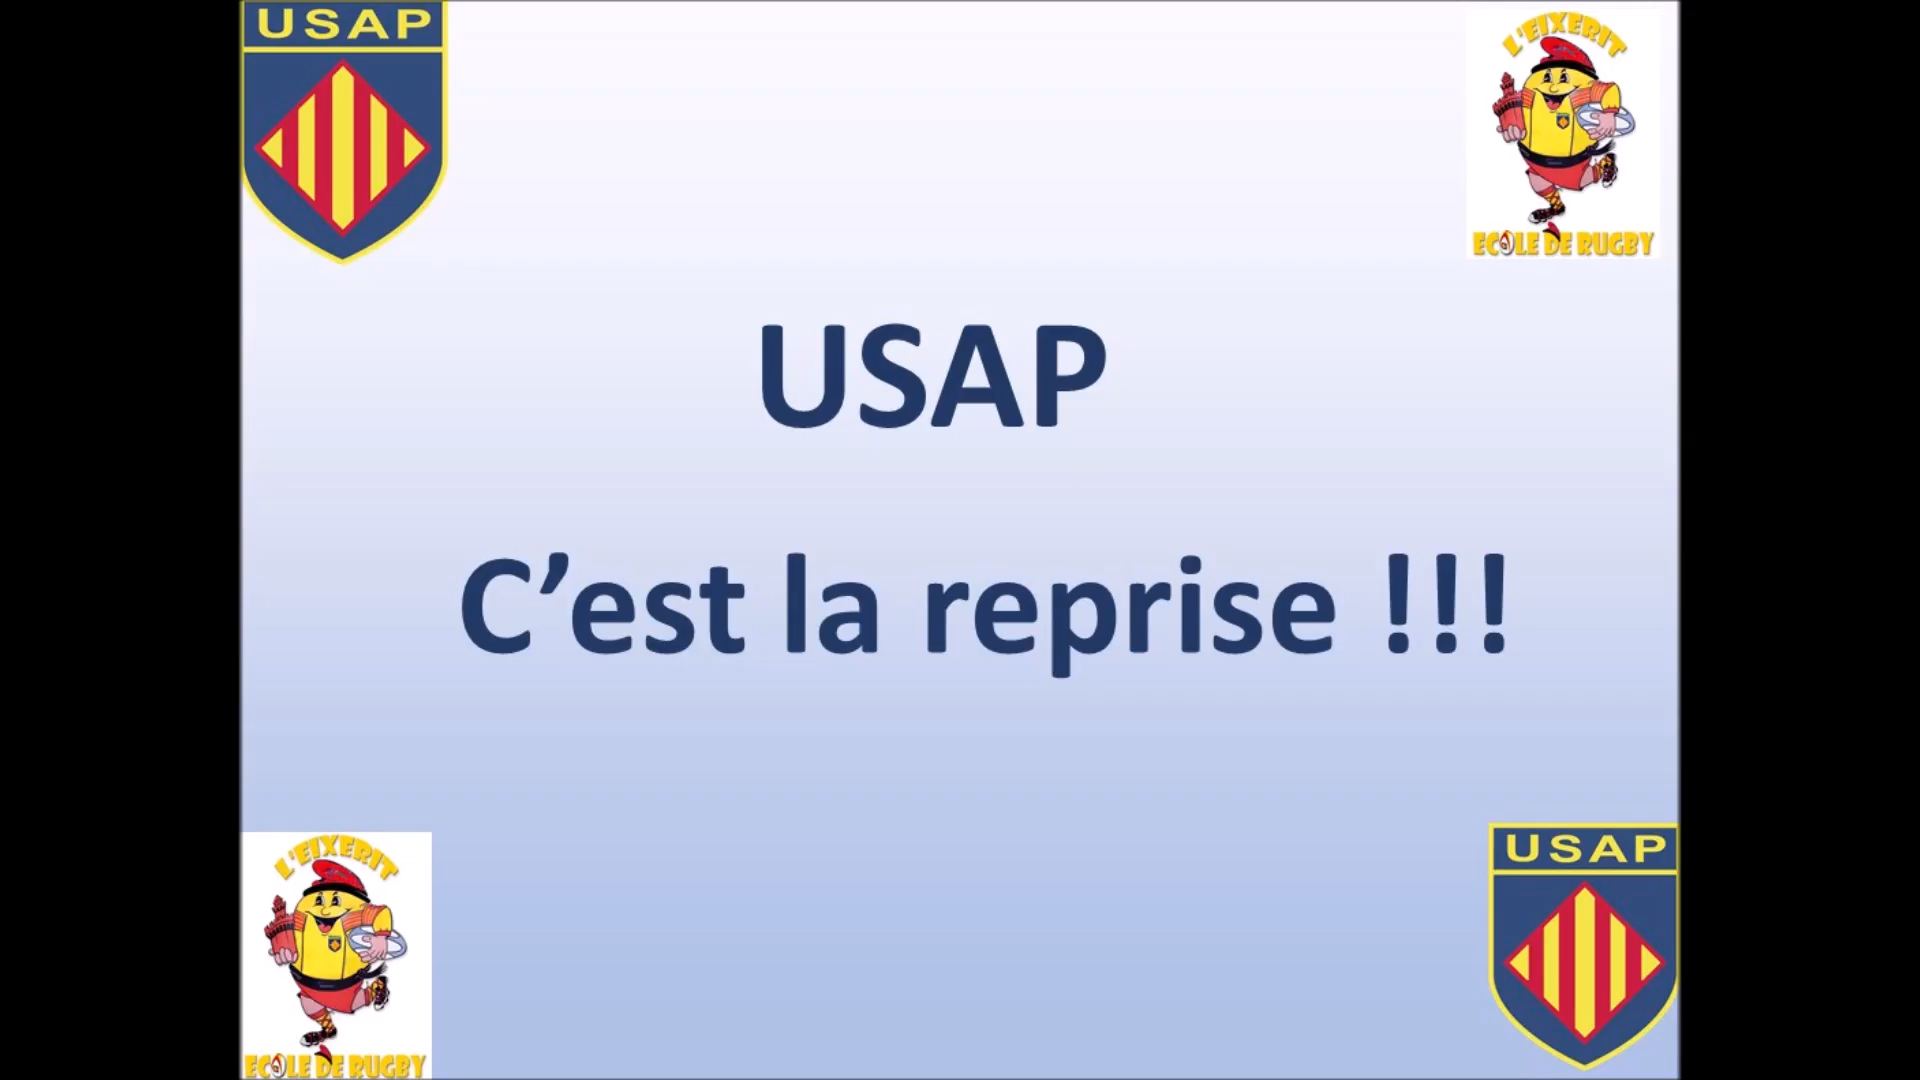 USAP
L'EIXERIT
ECOLE DE RUGBY
USAP
C’est la reprise !!!
L'EIXERIT
ECOLE DE RUGBY
USAP